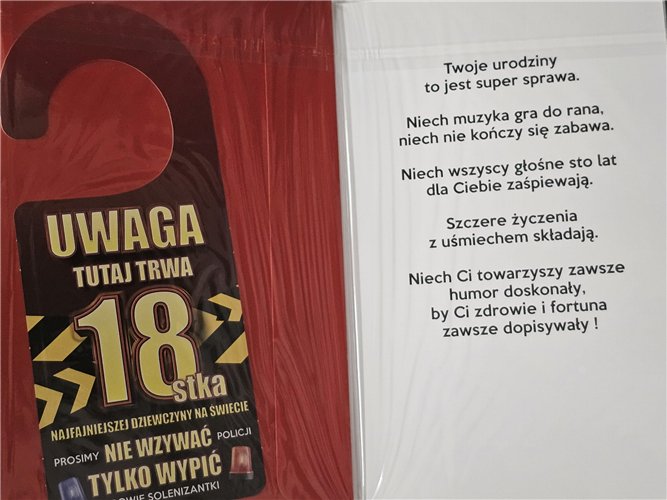 UWAGA
TUTAJ TRWA
18stka
NAJFAJNIEJSZEJ DZIEWCZYNY NA ŚWIECIE
PROSIMY NIE WZYWAĆ POLICJI
TYLKO WYPIĆ
SOLENIZANTKI
Twoje urodziny
to jest super sprawa.
Niech muzyka gra do rana,
niech nie kończy się zabawa.
Niech wszyscy głośne sto lat
dla Ciebie zaśpiewają.
Szczere życzenia
z uśmiechem składają.
Niech Ci towarzyszy zawsze
humor doskonały,
by Ci zdrowie i fortuna
zawsze dopisywały !